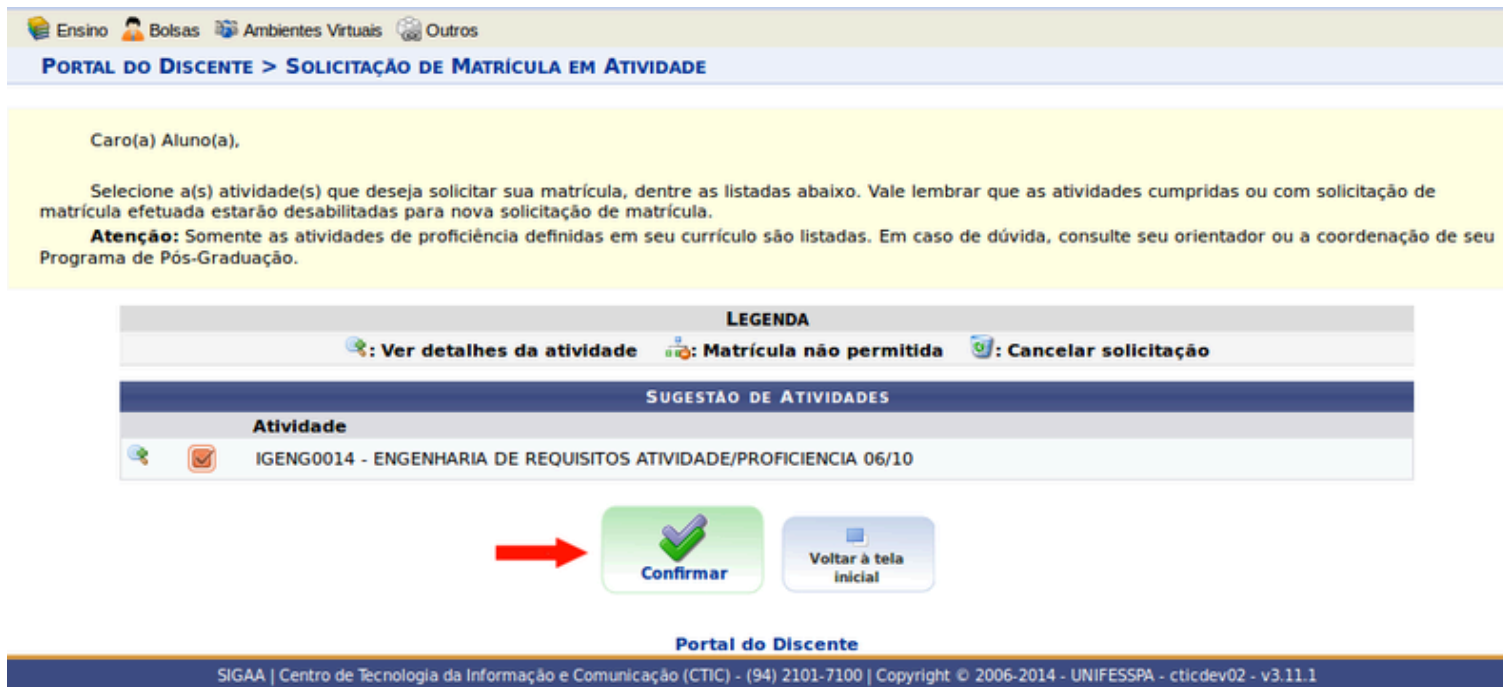 Ensino Bolsas Ambientes Virtuais Outros
PORTAL DO DISCENTE > SOLICITAÇÃO DE MATRÍCULA EM ATIVIDADE
Caro(a) Aluno(a),
Selecione a(s) atividade(s) que deseja solicitar sua matrícula, dentre as listadas abaixo. Vale lembrar que as atividades cumpridas ou com solicitação de
matrícula efetuada estarão desabilitadas para nova solicitação de matrícula.
Atenção: Somente as atividades de proficiência definidas em seu currículo são listadas. Em caso de dúvida, consulte seu orientador ou a coordenação de seu
Programa de Pós-Graduação.
LEGENDA
: Ver detalhes da atividade : Matrícula não permitida : Cancelar solicitação
SUGESTÃO DE ATIVIDADES
Atividade
IGENG0014 - ENGENHARIA DE REQUISITOS ATIVIDADE/PROFICIENCIA 06/10
Confirmar
Voltar à tela
inicial
Portal do Discente
SIGAA | Centro de Tecnologia da Informação e Comunicação (CTIC) - (94) 2101-7100 | Copyright © 2006-2014 - UNIFESSPA - cticdev02 - v3.11.1